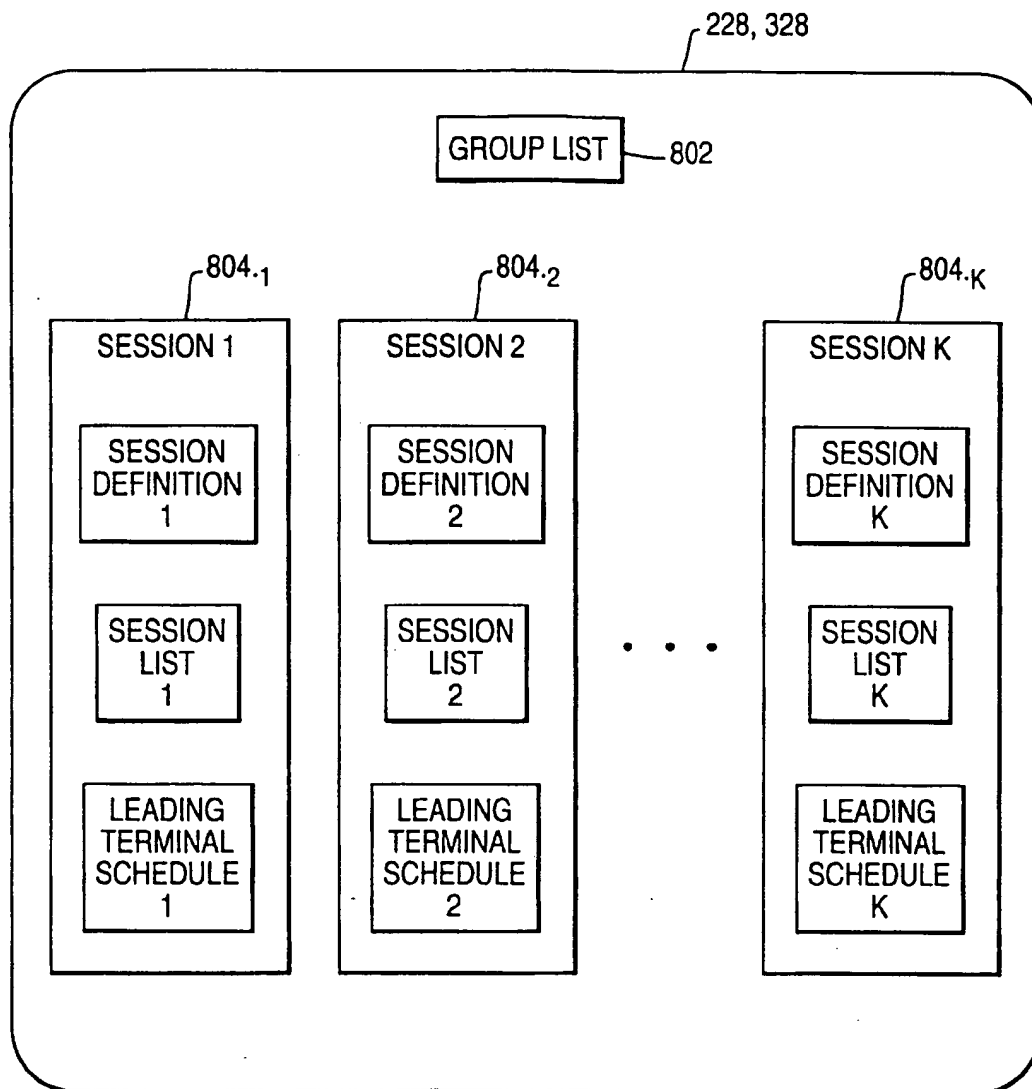 228, 328
GROUP LIST
802
804.1
804.2
804.K
SESSION 1
SESSION DEFINITION 1
SESSION LIST 1
LEADING TERMINAL SCHEDULE 1
SESSION 2
SESSION DEFINITION 2
SESSION LIST 2
LEADING TERMINAL SCHEDULE 2
• • •
SESSION K
SESSION DEFINITION K
SESSION LIST K
LEADING TERMINAL SCHEDULE K